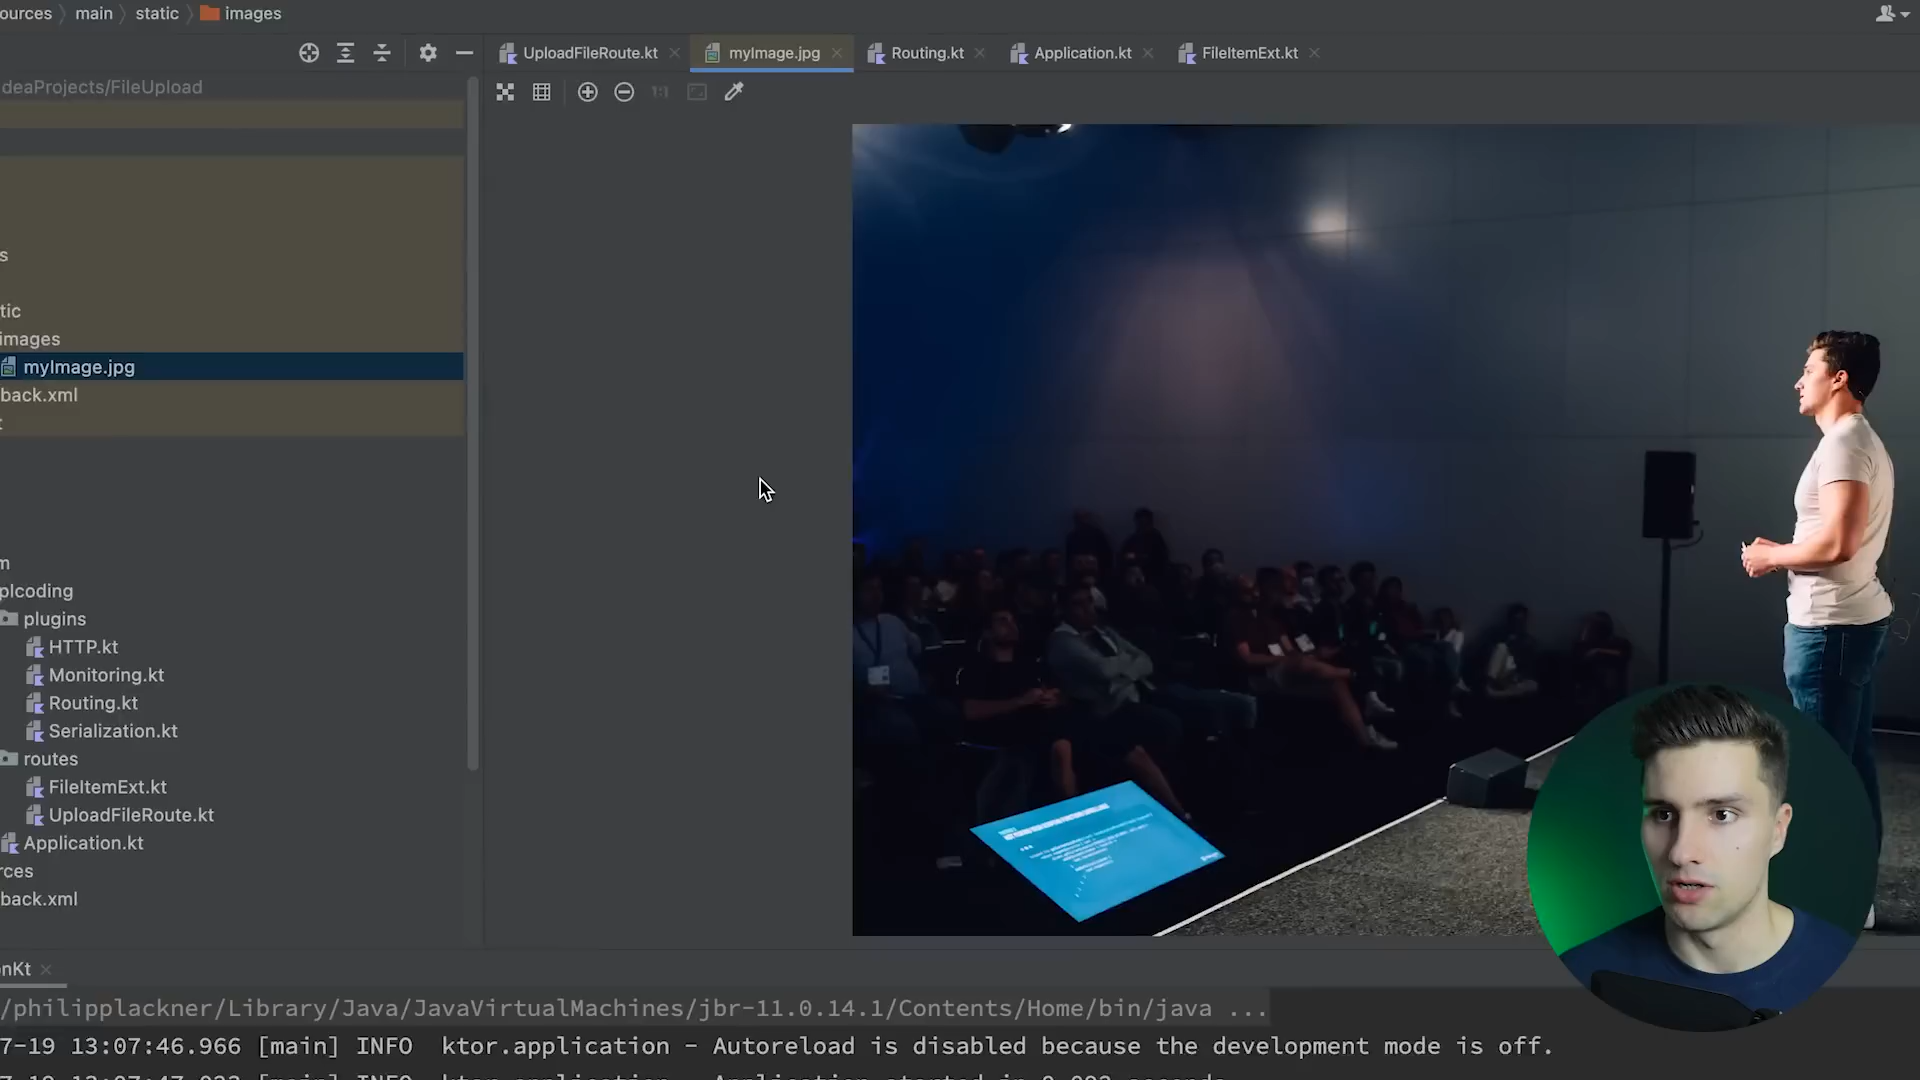 ources main static images
UploadFileRoute.kt myImage.jpg Routing.kt Application.kt FileItemExt.kt
deaProjects/FileUpload
1:1
s
tic
images
myImage.jpg
back.xml
t
m
plcoding
plugins
HTTP.kt
Monitoring.kt
Routing.kt
Serialization.kt
routes
FileItemExt.kt
UploadFileRoute.kt
Application.kt
rces
back.xml
onKt
/philipplackner/Library/Java/JavaVirtualMachines/jbr-11.0.14.1/Contents/Home/bin/java ...
7-19 13:07:46.966 [main] INFO ktor.application - Autoreload is disabled because the development mode is off.